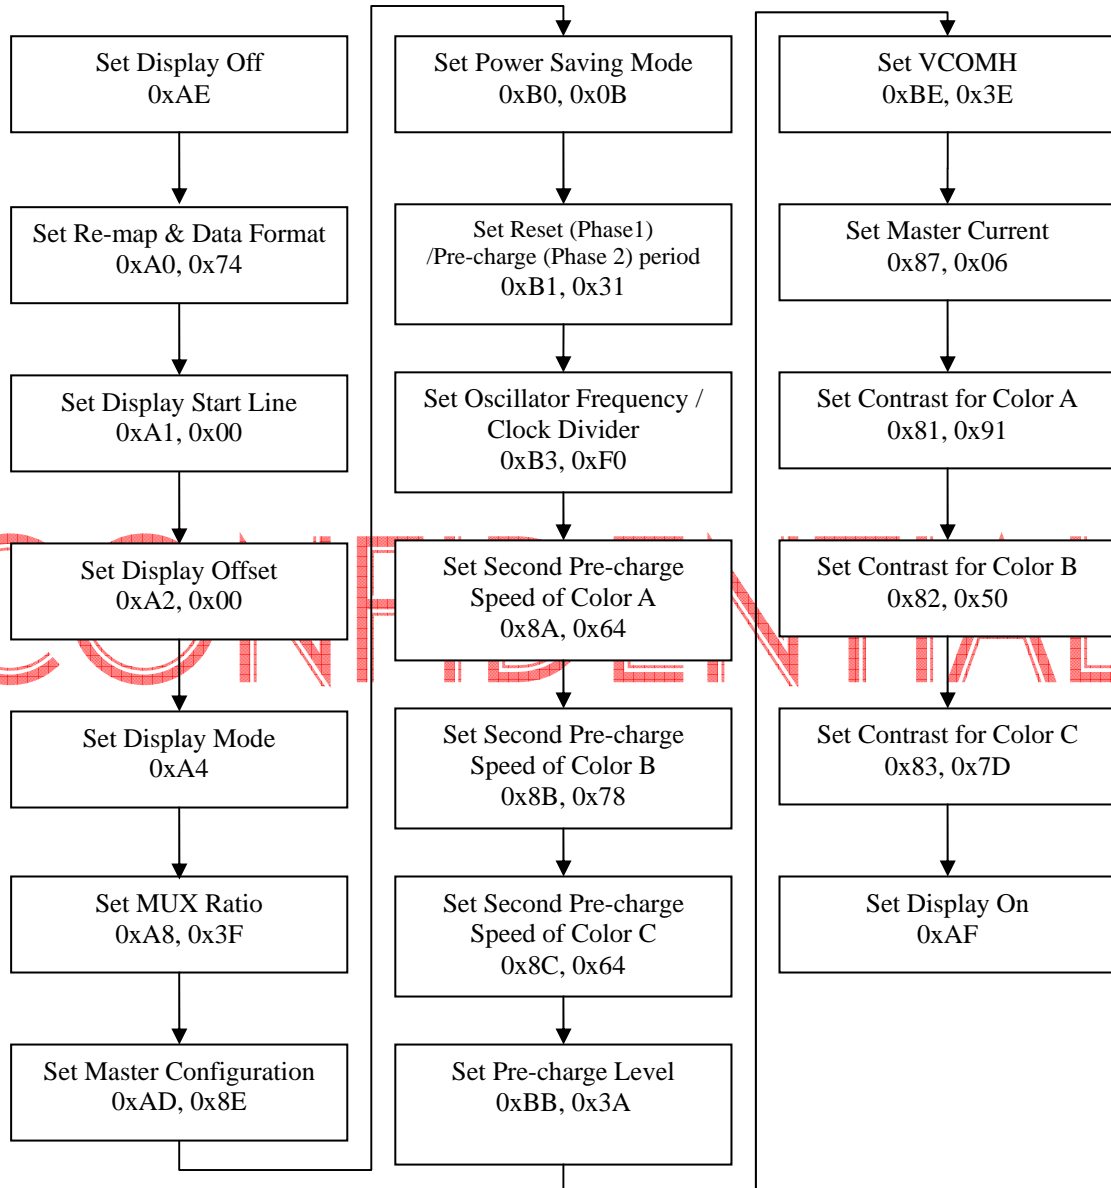 Set Display Off
0xAE
Set Re-map & Data Format
0xA0, 0x74
Set Display Start Line
0xA1, 0x00
Set Display Offset
0xA2, 0x00
Set Display Mode
0xA4
Set MUX Ratio
0xA8, 0x3F
Set Master Configuration
0xAD, 0x8E
Set Power Saving Mode
0xB0, 0x0B
Set Reset (Phase1)
/Pre-charge (Phase 2) period
0xB1, 0x31
Set Oscillator Frequency /
Clock Divider
0xB3, 0xF0
Set Second Pre-charge
Speed of Color A
0x8A, 0x64
Set Second Pre-charge
Speed of Color B
0x8B, 0x78
Set Second Pre-charge
Speed of Color C
0x8C, 0x64
Set Pre-charge Level
0xBB, 0x3A
Set VCOMH
0xBE, 0x3E
Set Master Current
0x87, 0x06
Set Contrast for Color A
0x81, 0x91
Set Contrast for Color B
0x82, 0x50
Set Contrast for Color C
0x83, 0x7D
Set Display On
0xAF
CONFIDENTIAL